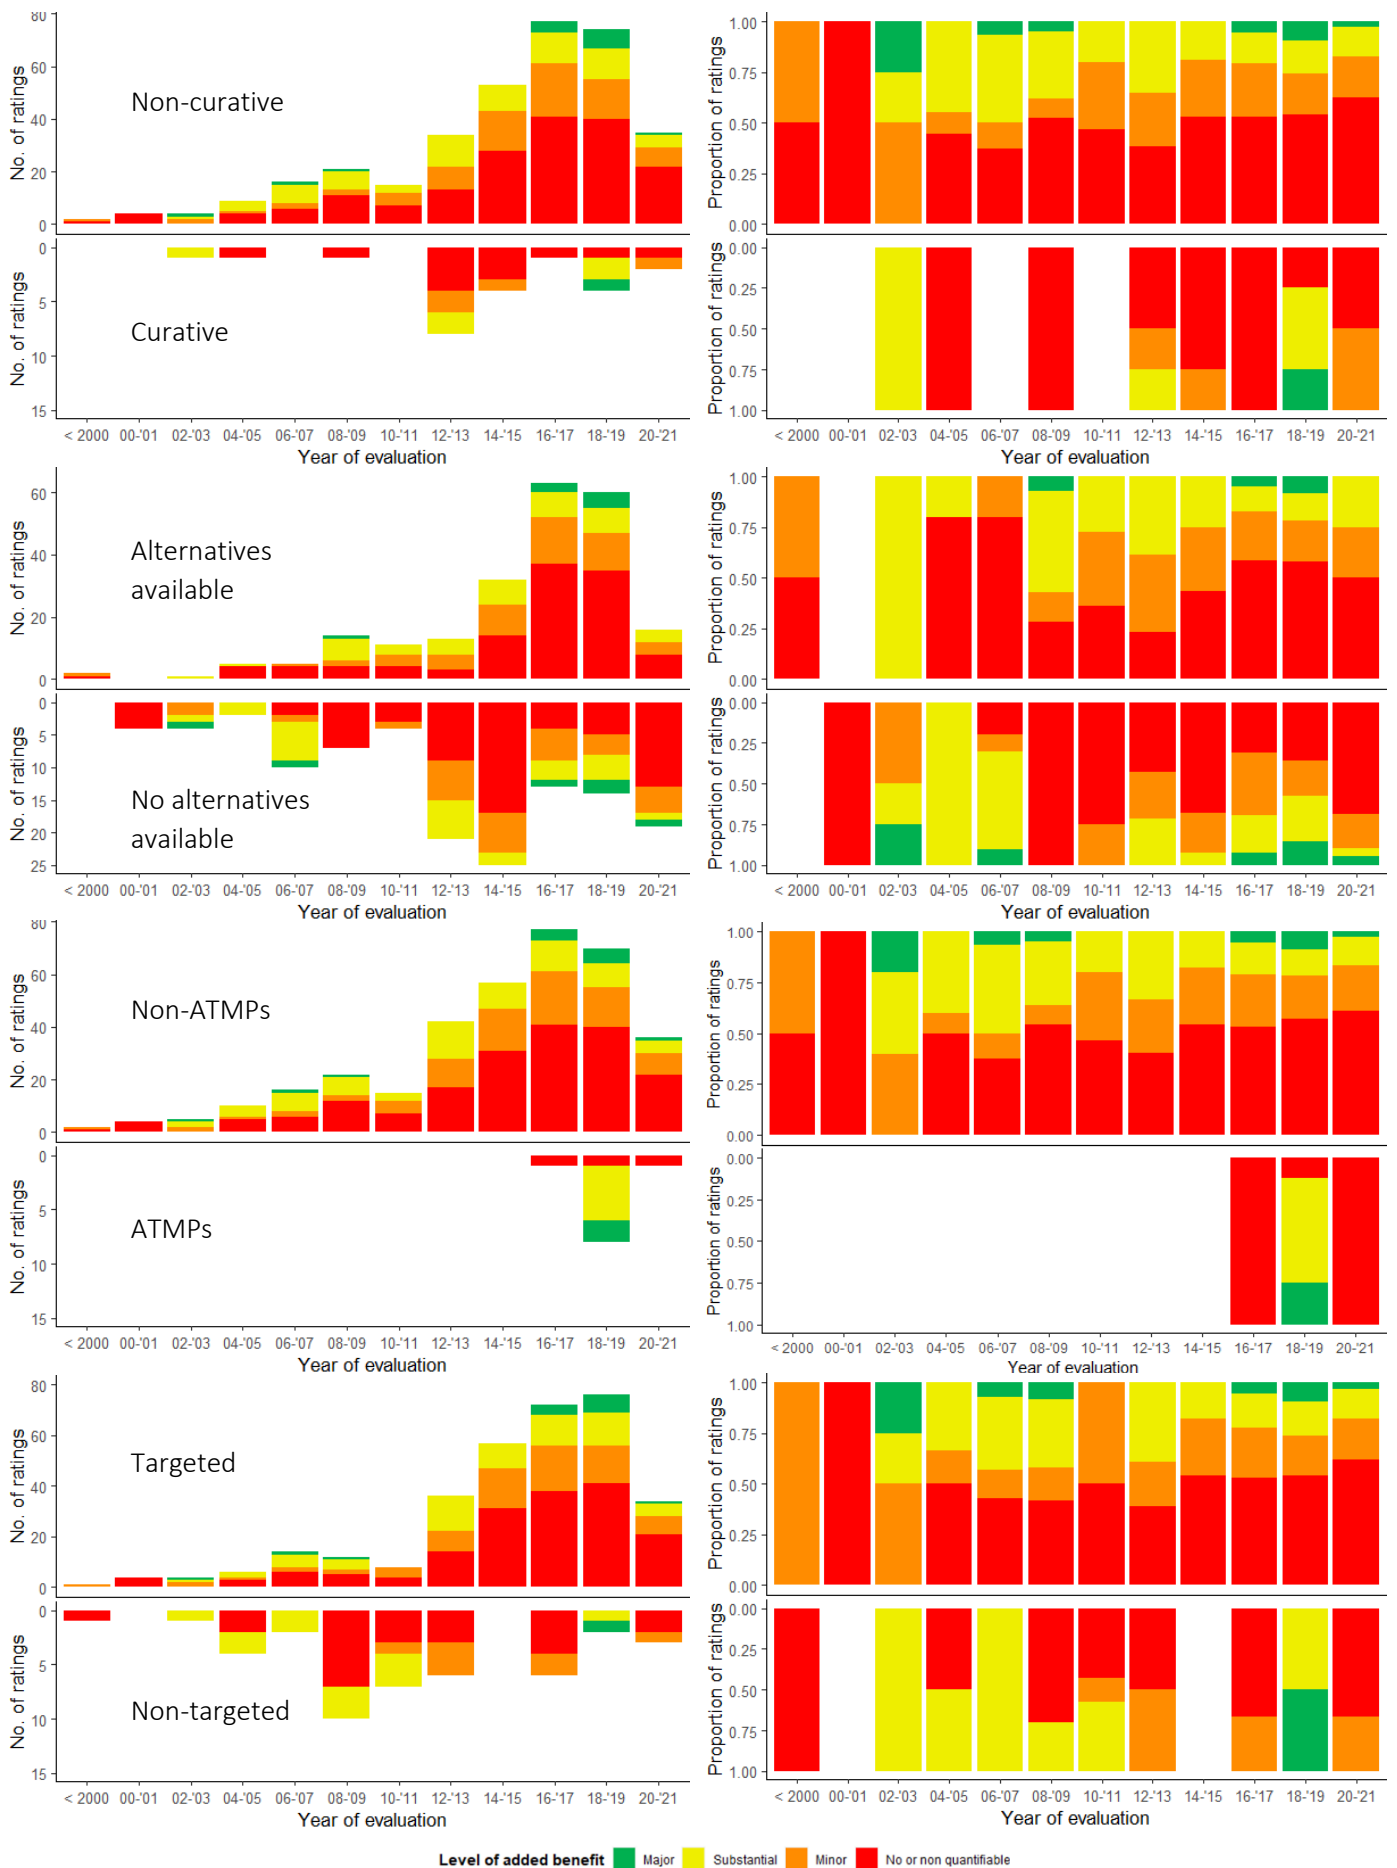 80
60
40
20
0
No. of ratings
Non-curative
1.00
0.75
0.50
0.25
0.00
Proportion of ratings
0
5
10
15
No. of ratings
Curative
< 2000 00-'01 02-'03 04-'05 06-'07 08-'09 10-'11 12-'13 14-'15 16-'17 18-'19 20-'21
Year of evaluation
0.00
0.25
0.50
0.75
1.00
Proportion of ratings
< 2000 00-'01 02-'03 04-'05 06-'07 08-'09 10-'11 12-'13 14-'15 16-'17 18-'19 20-'21
Year of evaluation
60
40
20
0
No. of ratings
Alternatives
available
1.00
0.75
0.50
0.25
0.00
Proportion of ratings
0
5
10
15
20
25
No. of ratings
No alternatives
available
< 2000 00-'01 02-'03 04-'05 06-'07 08-'09 10-'11 12-'13 14-'15 16-'17 18-'19 20-'21
Year of evaluation
0.00
0.25
0.50
0.75
1.00
Proportion of ratings
< 2000 00-'01 02-'03 04-'05 06-'07 08-'09 10-'11 12-'13 14-'15 16-'17 18-'19 20-'21
Year of evaluation
80
60
40
20
0
No. of ratings
Non-ATMPs
1.00
0.75
0.50
0.25
0.00
Proportion of ratings
0
5
10
15
No. of ratings
ATMPs
< 2000 00-'01 02-'03 04-'05 06-'07 08-'09 10-'11 12-'13 14-'15 16-'17 18-'19 20-'21
Year of evaluation
0.00
0.25
0.50
0.75
1.00
Proportion of ratings
< 2000 00-'01 02-'03 04-'05 06-'07 08-'09 10-'11 12-'13 14-'15 16-'17 18-'19 20-'21
Year of evaluation
80
60
40
20
0
No. of ratings
Targeted
1.00
0.75
0.50
0.25
0.00
Proportion of ratings
0
5
10
15
No. of ratings
Non-targeted
< 2000 00-'01 02-'03 04-'05 06-'07 08-'09 10-'11 12-'13 14-'15 16-'17 18-'19 20-'21
Year of evaluation
0.00
0.25
0.50
0.75
1.00
Proportion of ratings
< 2000 00-'01 02-'03 04-'05 06-'07 08-'09 10-'11 12-'13 14-'15 16-'17 18-'19 20-'21
Year of evaluation
Level of added benefit Major Substantial Minor No or non quantifiable